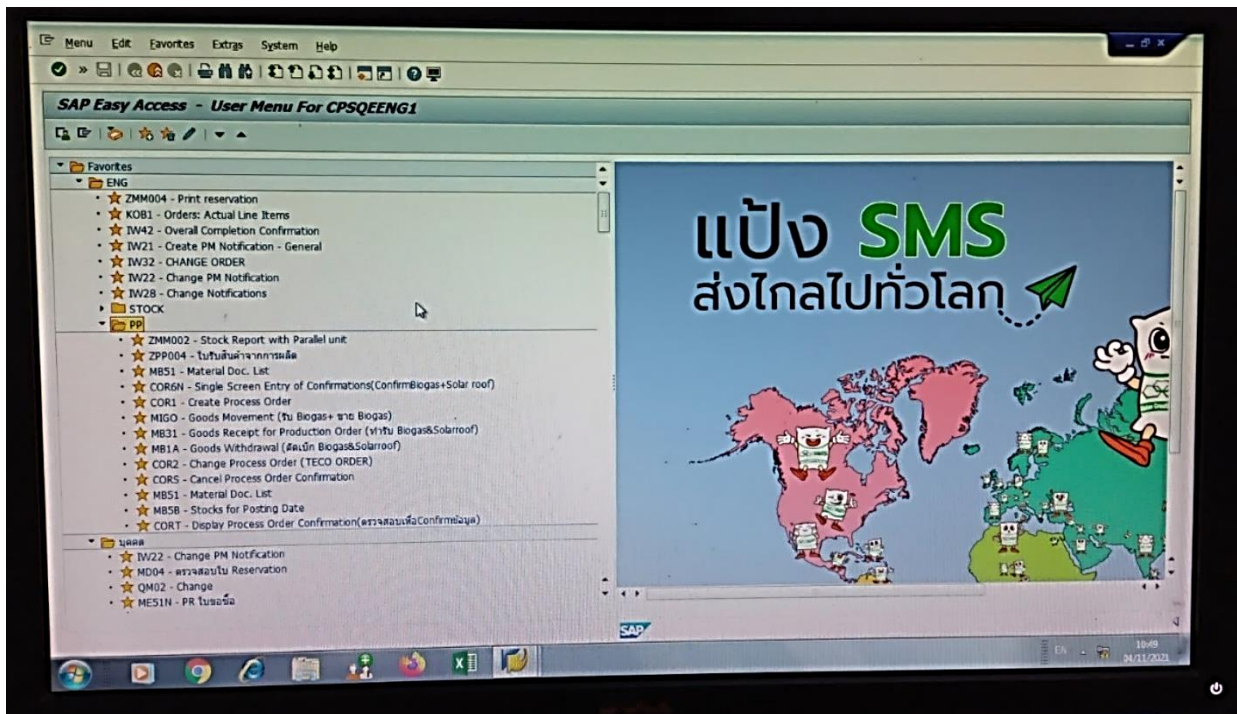 Menu Edit Favorites Extras System Help
SAP Easy Access - User Menu For CPSQEENG1
Favorites
ENG
ZMM004 - Print reservation
KOB1 - Orders: Actual Line Items
IW42 - Overall Completion Confirmation
IW21 - Create PM Notification - General
IW32 - CHANGE ORDER
IW22 - Change PM Notification
IW28 - Change Notifications
STOCK
PP
ZMM002 - Stock Report with Parallel unit
ZPP004 - ใบรับสินค้าจากการผลิต
MB51 - Material Doc. List
COR6N - Single Screen Entry of Confirmations(ConfirmBiogas+Solar roof)
COR1 - Create Process Order
MIGO - Goods Movement (รับ Biogas+ ขาย Biogas)
MB31 - Goods Receipt for Production Order (ทำรับ Biogas&Solarroof)
MB1A - Goods Withdrawal (ตัดเบิก Biogas&Solarroof)
COR2 - Change Process Order (TECO ORDER)
CORS - Cancel Process Order Confirmation
MB51 - Material Doc. List
MB5B - Stocks for Posting Date
CORT - Display Process Order Confirmation(ตรวจสอบเพื่อConfirmข้อมูล)
บุคคล
IW22 - Change PM Notification
MD04 - ตรวจสอบใบ Reservation
QM02 - Change
ME51N - PR ใบขอซื้อ
แป้ง SMS
ส่งไกลไปทั่วโลก
SAP
EN
10:49
04/11/2021